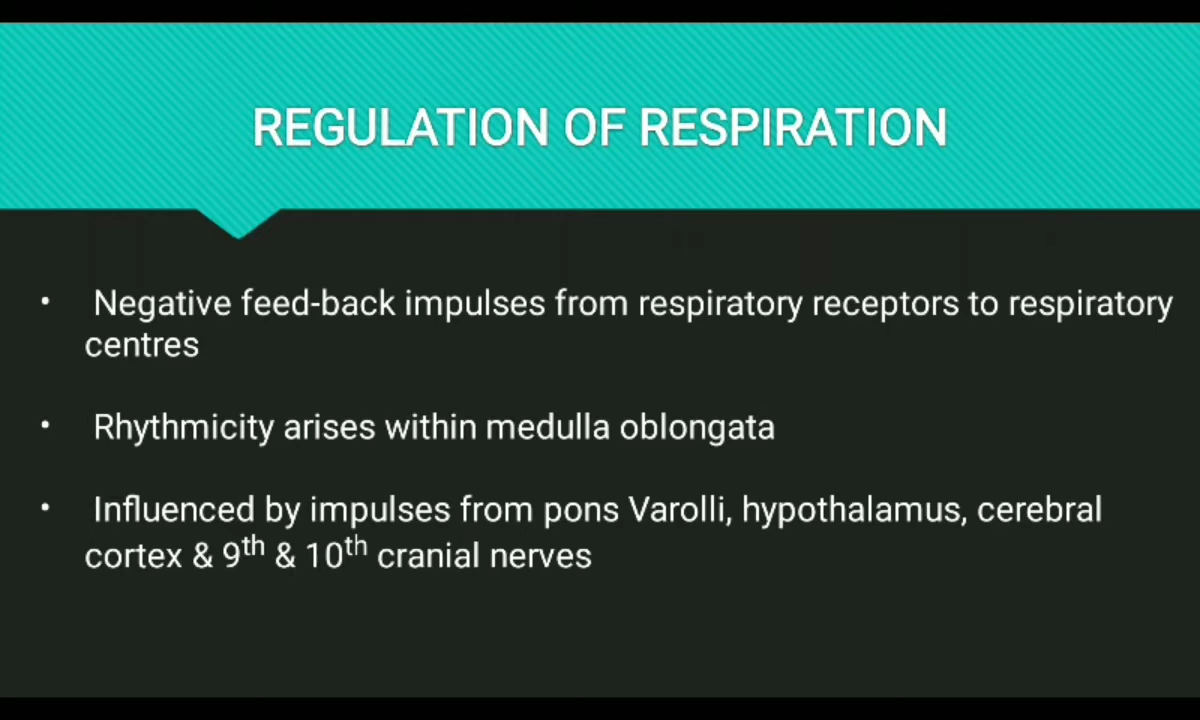 REGULATION OF RESPIRATION
• Negative feed-back impulses from respiratory receptors to respiratory
centres
• Rhythmicity arises within medulla oblongata
• Influenced by impulses from pons Varolli, hypothalamus, cerebral
cortex & 9th & 10th cranial nerves